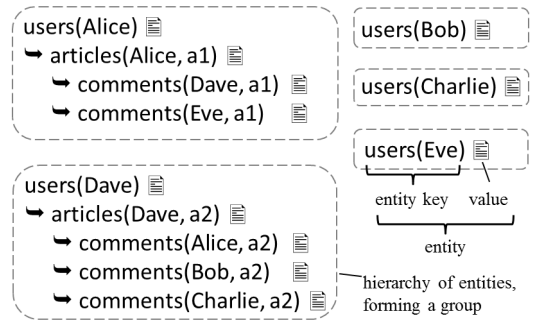 users(Alice)
articles(Alice, a1)
comments(Dave, a1)
comments(Eve, a1)
users(Dave)
articles(Dave, a2)
comments(Alice, a2)
comments(Bob, a2)
comments(Charlie, a2)
users(Bob)
users(Charlie)
users(Eve)
entity key value
entity
hierarchy of entities,
forming a group